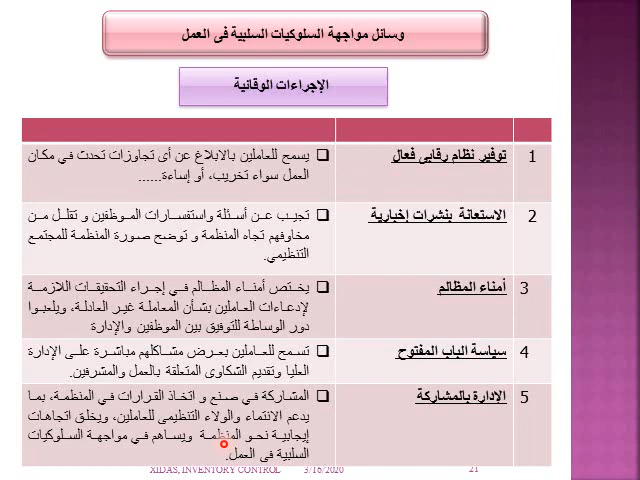 وسائل مواجهة السلوكيات السلبية فى العمل
الإجراءات الوقائية
1
توفير نظام رقابى فعال
يسمح للعاملين بالابلاغ عن أى تجاوزات تحدث في مكان
العمل سواء تخريب، أو إساءة......
2
الاستعانة بنشرات إخبارية
تجيب عن أسئلة واستفسارات الموظفين و تقلل من
مخاوفهم تجاه المنظمة و توضح صورة المنظمة للمجتمع
التنظيمي.
3
أمناء المظالم
يختص أمناء المظالم في إجراء التحقيقات اللازمة
لإدعاءات العاملين بشأن المعاملة غير العادلة، ويلعبوا
دور الوساطة للتوفيق بين الموظفين والإدارة
4
سياسة الباب المفتوح
تسمح للعاملين بعرض مشاكلهم مباشرة على الإدارة
العليا وتقديم الشكاوى المتعلقة بالعمل والمشرفين.
5
الإدارة بالمشاركة
المشاركة في صنع و اتخاذ القرارات في المنظمة، بما
يدعم الانتماء والولاء التنظيمى للعاملين، ويخلق اتجاهات
إيجابية نحو المنظمة ويساهم في مواجهة السلوكيات
السلبية فى العمل.
XIDAS, INVENTORY CONTROL 3/16/2020 21